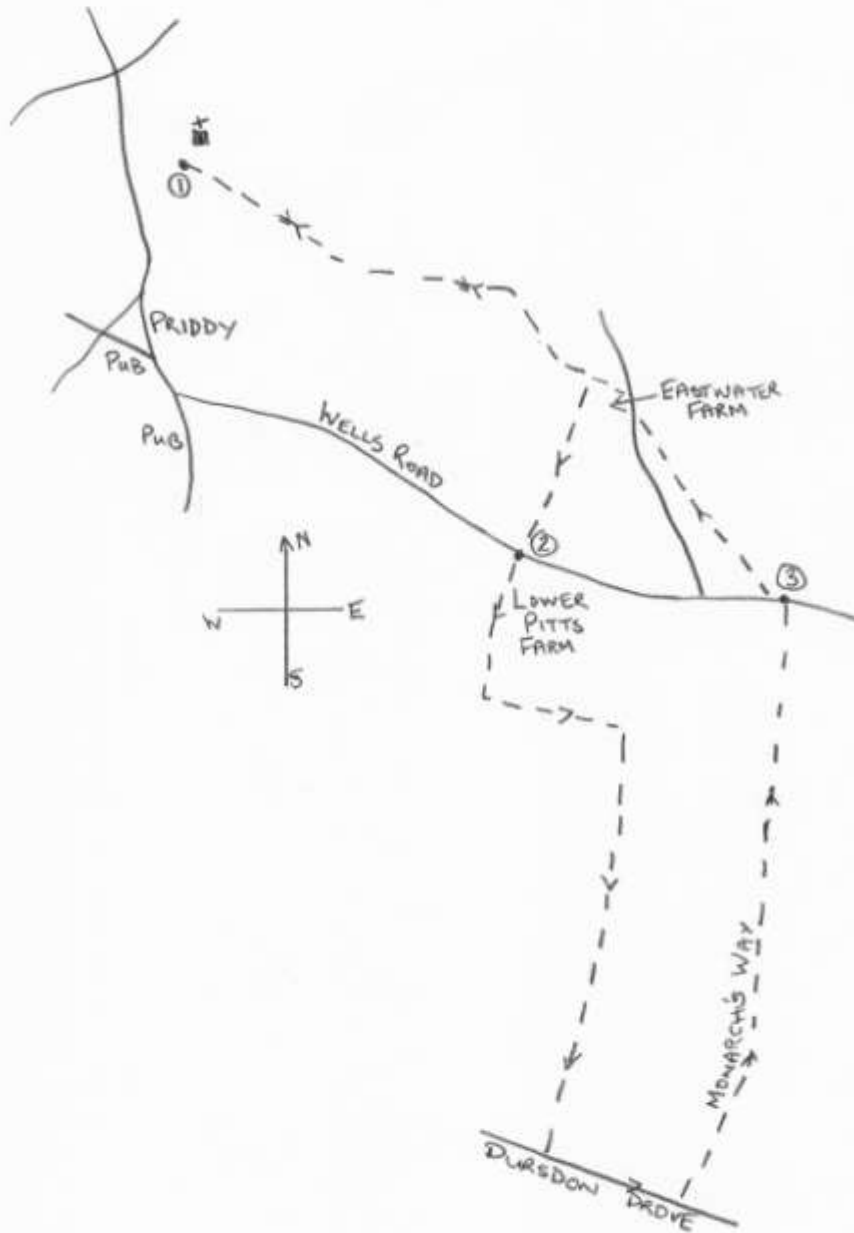 ①
PRIDDY
PUB
PUB
WELLS ROAD
EASTWATER
FARM
②
③
LOWER
PITTS
FARM
N
W
E
S
MONARCH'S WAY
DURSDON DROVE